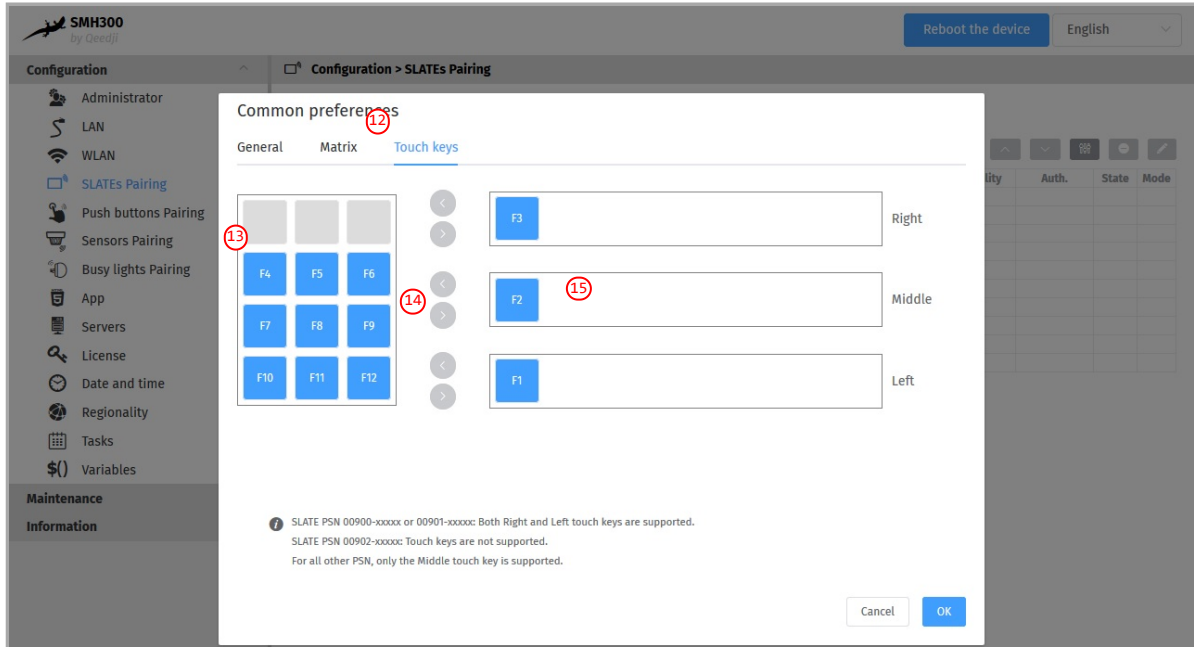 SMH300
by Qeedji
Reboot the device
English
Configuration
Configuration > SLATEs Pairing
Administrator
LAN
WLAN
SLATEs Pairing
Push buttons Pairing
Sensors Pairing
Busy lights Pairing
App
Servers
License
Date and time
Regionality
Tasks
$() Variables
Maintenance
Information
lity Auth. State Mode
Common preferences
12
General Matrix Touch keys
13
F4 F5 F6
F7 F8 F9
F10 F11 F12
14
F3 Right
F2 15 Middle
F1 Left
SLATE PSN 00900-xxxxx or 00901-xxxxx: Both Right and Left touch keys are supported.
SLATE PSN 00902-xxxxx: Touch keys are not supported.
For all other PSN, only the Middle touch key is supported.
Cancel OK